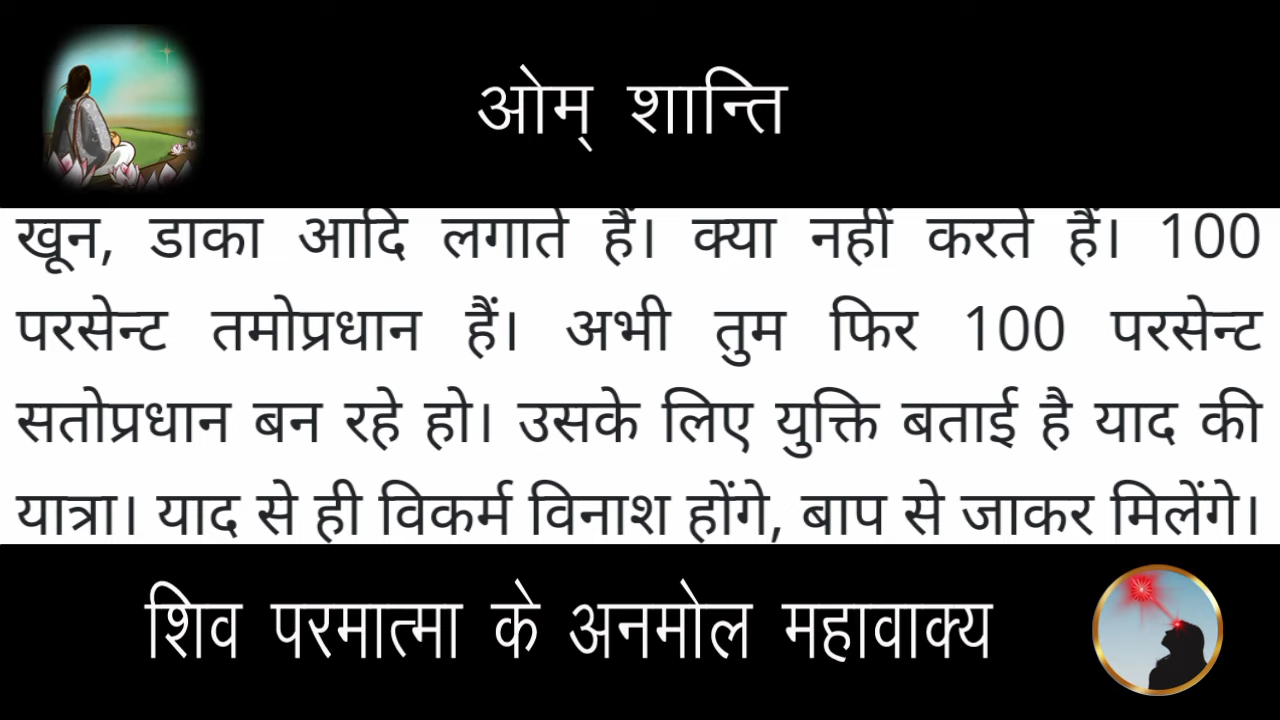 ओम् शान्ति
खून, डाका आदि लगाते हैं। क्या नहीं करते हैं। 100
परसेन्ट तमोप्रधान हैं। अभी तुम फिर 100 परसेन्ट
सतोप्रधान बन रहे हो। उसके लिए युक्ति बताई है याद की
यात्रा। याद से ही विकर्म विनाश होंगे, बाप से जाकर मिलेंगे।
शिव परमात्मा के अनमोल महावाक्य